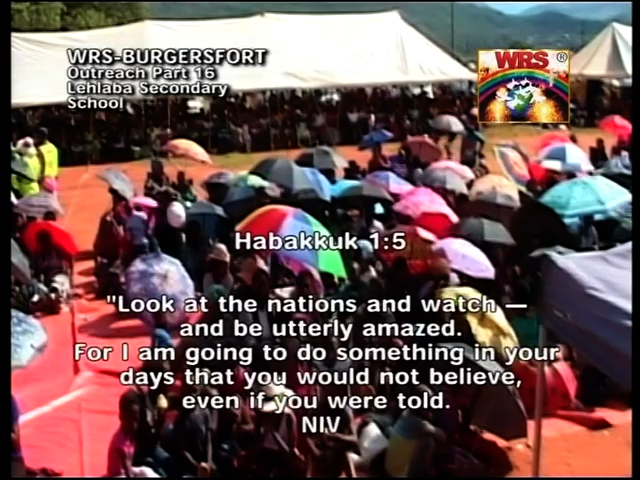 WRS-BURGERSFORT
Outreach Part 16
Lehlaba Secondary
School
WRS ®
Habakkuk 1:5
"Look at the nations and watch —
and be utterly amazed.
For I am going to do something in your
days that you would not believe,
even if you were told.
NIV